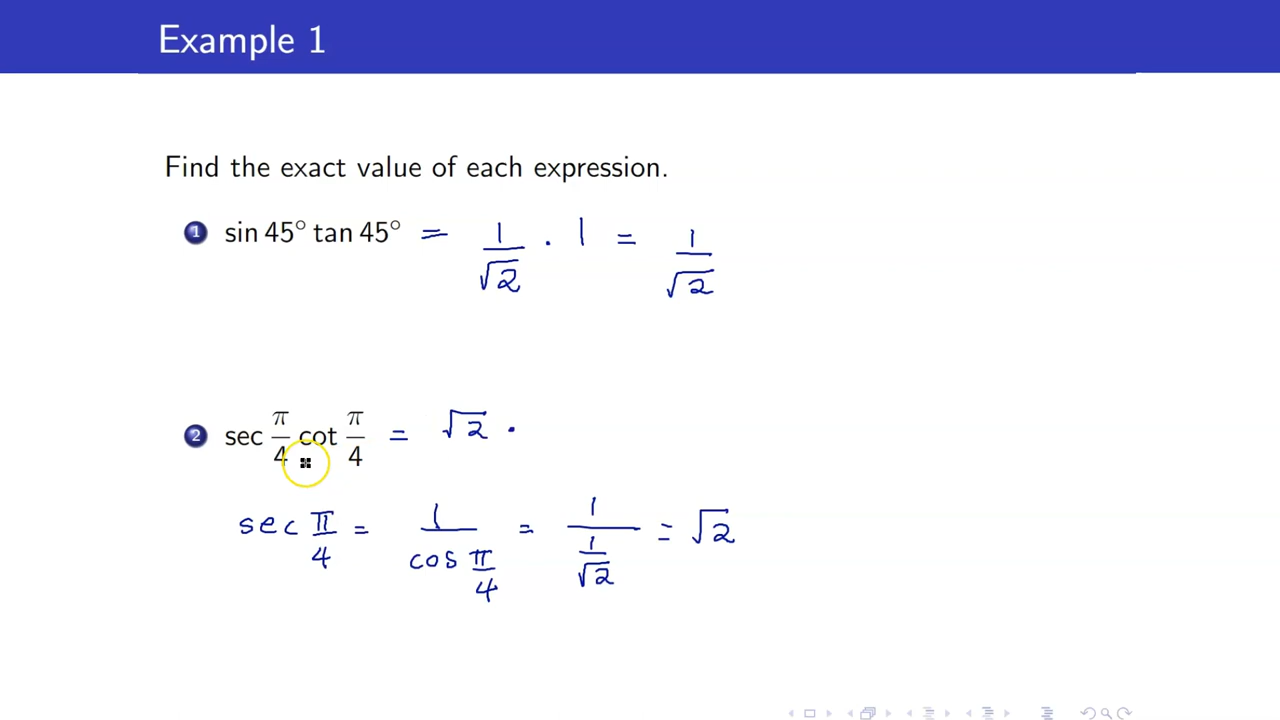 Example 1
Find the exact value of each expression.
1 sin 45° tan 45° = 1/√2 · 1 = 1/√2
2 sec π/4 cot π/4 = √2 ·
sec π/4 = 1/cos π/4 = 1/1/√2 = √2